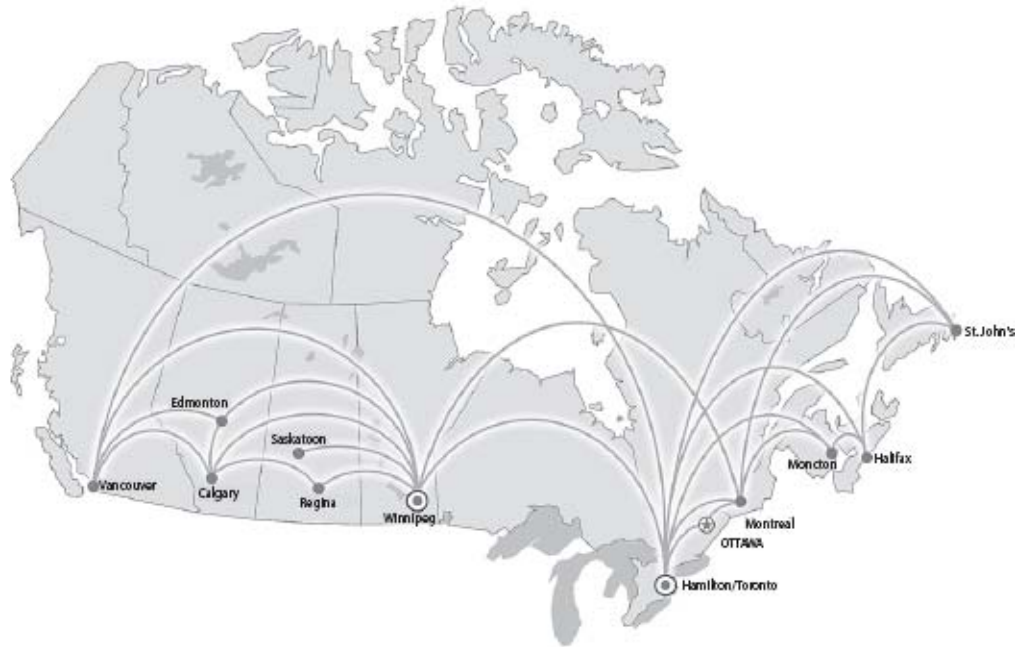 St.John's
Edmonton
Saskatoon
Moncton
Halifax
Vancouver
Calgary
Regina
Winnipeg
Montreal
OTTAWA
Hamilton/Toronto